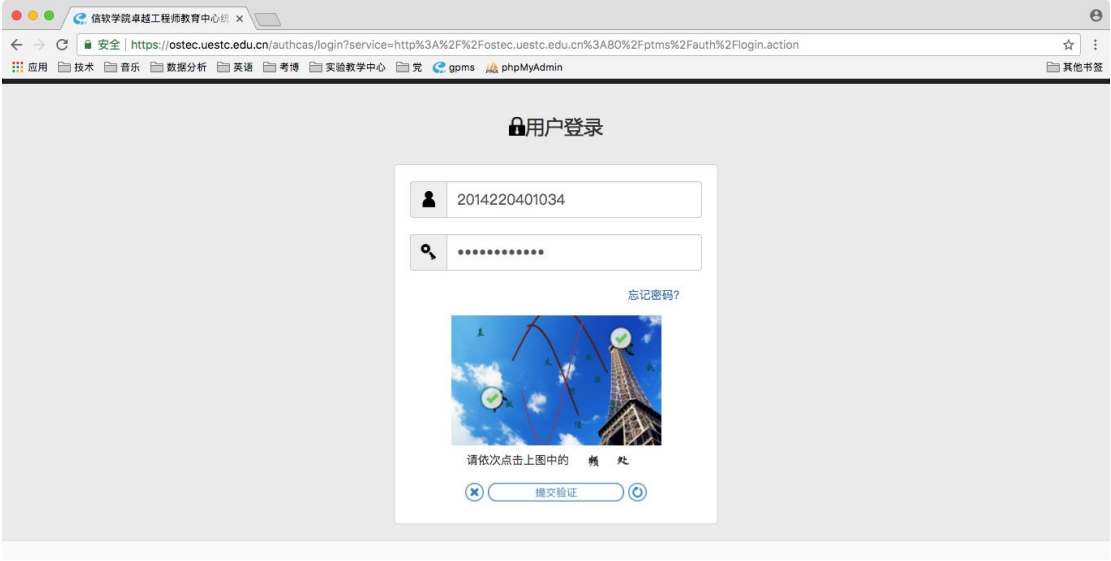 信软学院卓越工程师教育中心统
安全 | https://ostec.uestc.edu.cn/authcas/login?service=http%3A%2F%2Fostec.uestc.edu.cn%3A80%2Fptms%2Fauth%2Flogin.action
应用 技术 音乐 数据分析 英语 考博 实验教学中心 党 gpms phpMyAdmin 其他书签
用户登录
2014220401034
••••••••••••
忘记密码?
请依次点击上图中的 频 处
提交验证